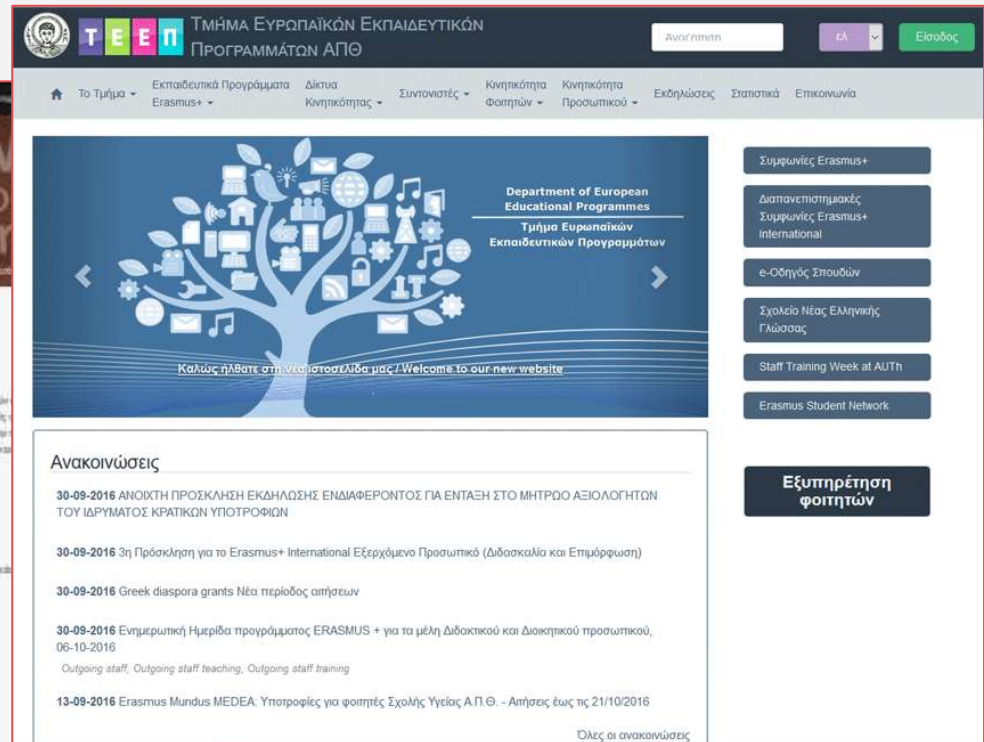 ΤΕΕΠ
Τμήμα Ευρωπαϊκών Εκπαιδευτικών
Προγραμμάτων ΑΠΘ
Αναζήτηση
ελ
Είσοδος
Το Τμήμα
Εκπαιδευτικά Προγράμματα
Erasmus+
Δίκτυα
Κινητικότητας
Συντονιστές
Κινητικότητα
Φοιτητών
Κινητικότητα
Προσωπικού
Εκδηλώσεις
Στατιστικά
Επικοινωνία
Department of European
Educational Programmes
Τμήμα Ευρωπαϊκών
Εκπαιδευτικών Προγραμμάτων
Καλώς ήλθατε στη νέα ιστοσελίδα μας / Welcome to our new website
Συμφωνίες Erasmus+
Διαπανεπιστημιακές
Συμφωνίες Erasmus+
International
e-Οδηγός Σπουδών
Σχολείο Νέας Ελληνικής
Γλώσσας
Staff Training Week at AUTh
Erasmus Student Network
Εξυπηρέτηση
φοιτητών
Ανακοινώσεις
30-09-2016 ΑΝΟΙΧΤΗ ΠΡΟΣΚΛΗΣΗ ΕΚΔΗΛΩΣΗΣ ΕΝΔΙΑΦΕΡΟΝΤΟΣ ΓΙΑ ΕΝΤΑΞΗ ΣΤΟ ΜΗΤΡΩΟ ΑΞΙΟΛΟΓΗΤΩΝ
ΤΟΥ ΙΔΡΥΜΑΤΟΣ ΚΡΑΤΙΚΩΝ ΥΠΟΤΡΟΦΙΩΝ
30-09-2016 3η Πρόσκληση για το Erasmus+ International Εξερχόμενο Προσωπικό (Διδασκαλία και Επιμόρφωση)
30-09-2016 Greek diaspora grants Νέα περίοδος αιτήσεων
30-09-2016 Ενημερωτική Ημερίδα προγράμματος ERASMUS + για τα μέλη Διδακτικού και Διοικητικού προσωπικού,
06-10-2016
Outgoing staff, Outgoing staff teaching, Outgoing staff training
13-09-2016 Erasmus Mundus MEDEA: Υποτροφίες για φοιτητές Σχολής Υγείας Α.Π.Θ. - Αιτήσεις έως τις 21/10/2016
Όλες οι ανακοινώσεις